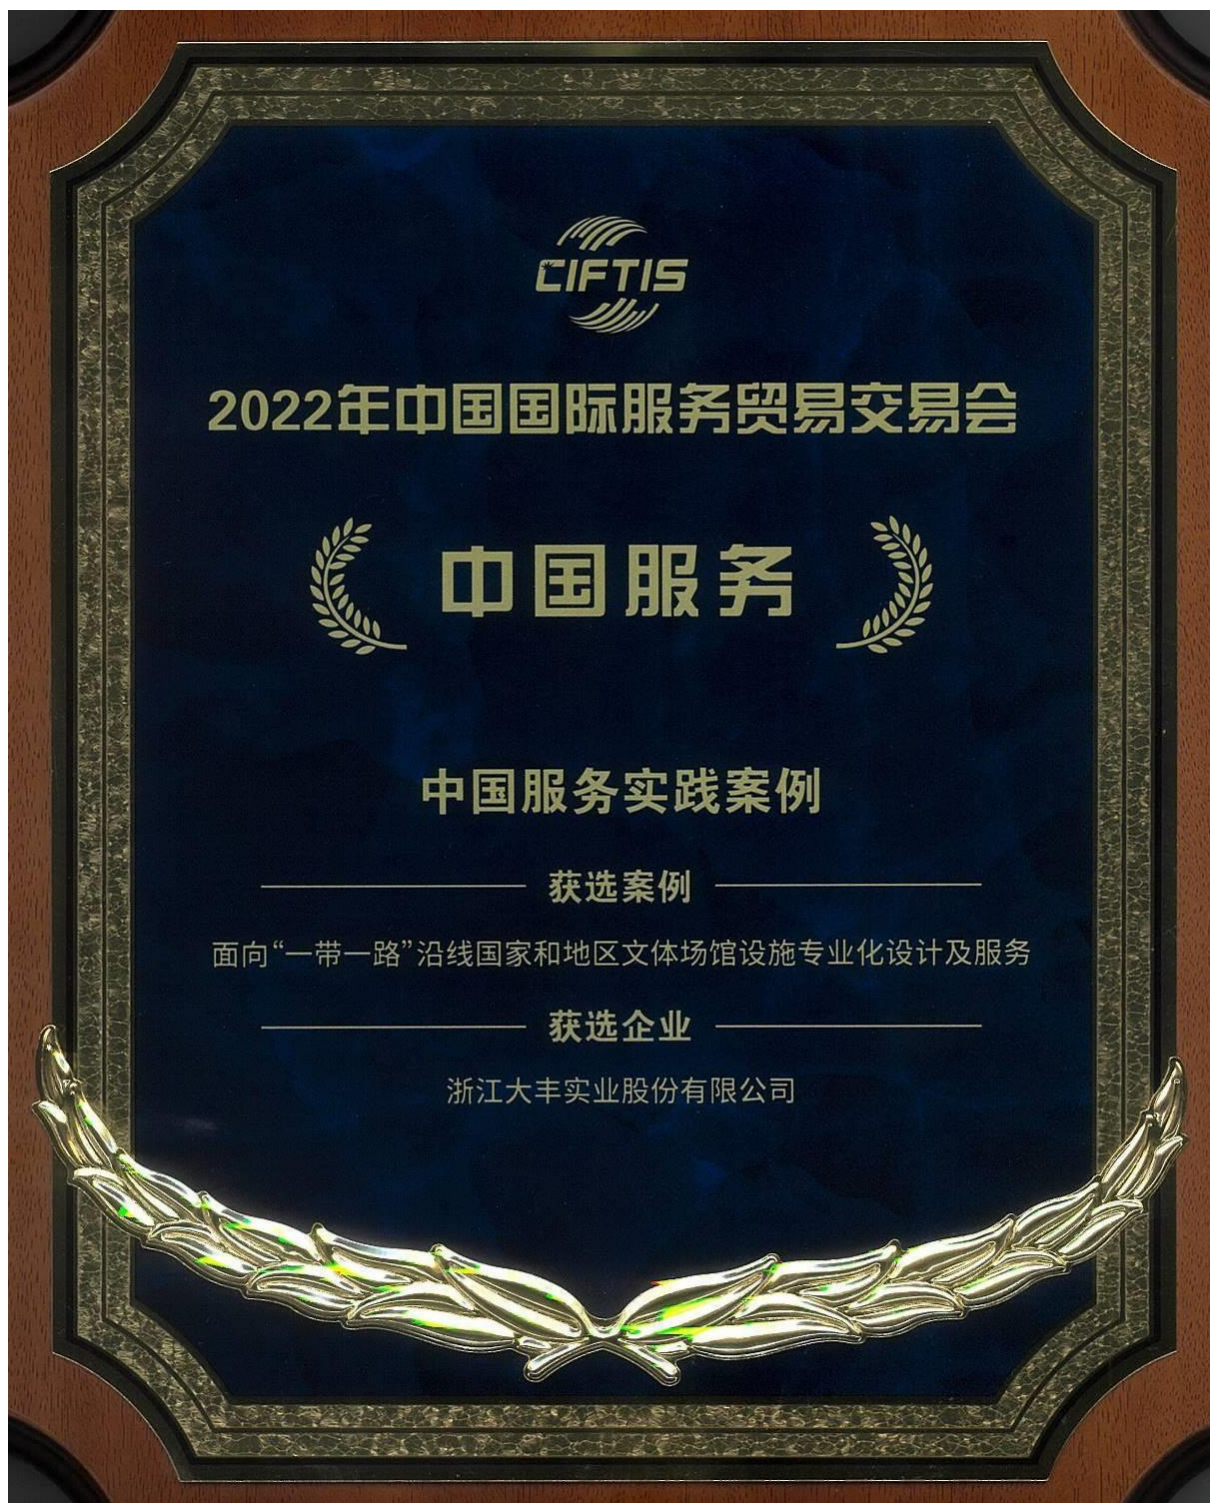 CIFTIS
2022年中国国际服务贸易交易会
中国服务
中国服务实践案例
获选案例
面向“一带一路”沿线国家和地区文体场馆设施专业化设计及服务
获选企业
浙江大丰实业股份有限公司